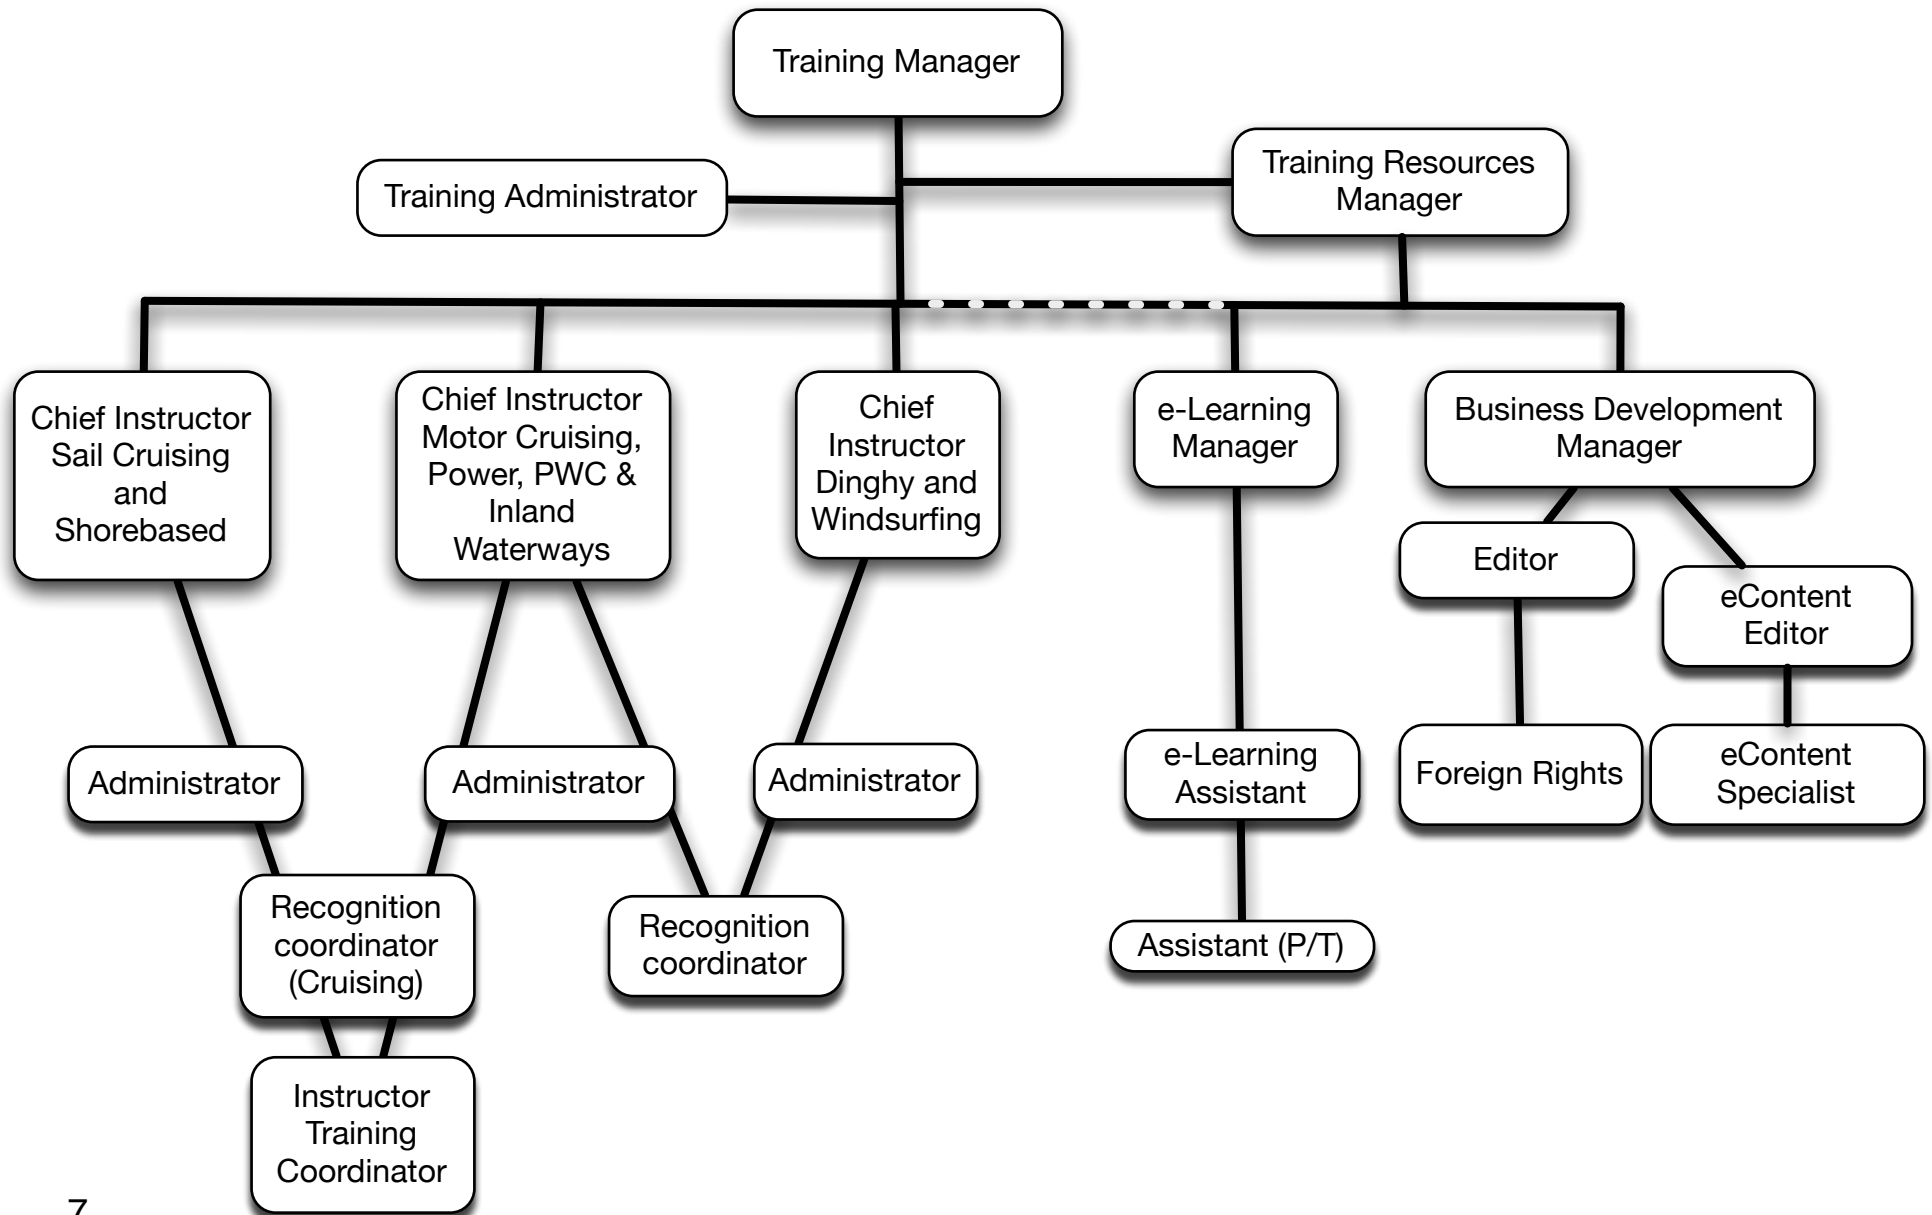 Training Manager
Training Administrator
Training Resources
Manager
Chief Instructor
Sail Cruising
and
Shorebased
Chief Instructor
Motor Cruising,
Power, PWC &
Inland
Waterways
Chief
Instructor
Dinghy and
Windsurfing
e-Learning
Manager
Business Development
Manager
Editor
eContent
Editor
Administrator
Administrator
Administrator
e-Learning
Assistant
Foreign Rights
eContent
Specialist
Recognition
coordinator
(Cruising)
Recognition
coordinator
Assistant (P/T)
Instructor
Training
Coordinator
7